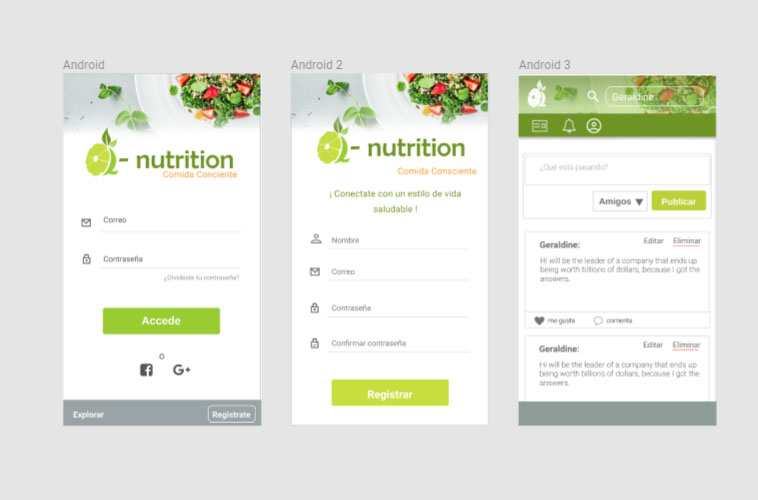 Android
- nutrition
Comida Conciente
Correo
Contraseña
¿Olvidaste tu contraseña?
Accede
O
G+
Explorar
Registrate
Android 2
- nutrition
Comida Consciente
¡ Conectate con un estilo de vida
saludable !
Nombre
Correo
Contraseña
Confirmar contraseña
Registrar
Android 3
Geraldine
¿Qué está pasando?
Amigos
Publicar
Geraldine:
Editar
Eliminar
Hi will be the leader of a company that ends up
being worth billions of dollars, because I got the
answers.
me gusta
comenta
Geraldine:
Editar
Eliminar
Hi will be the leader of a company that ends up
being worth billions of dollars, because I got the
answers.